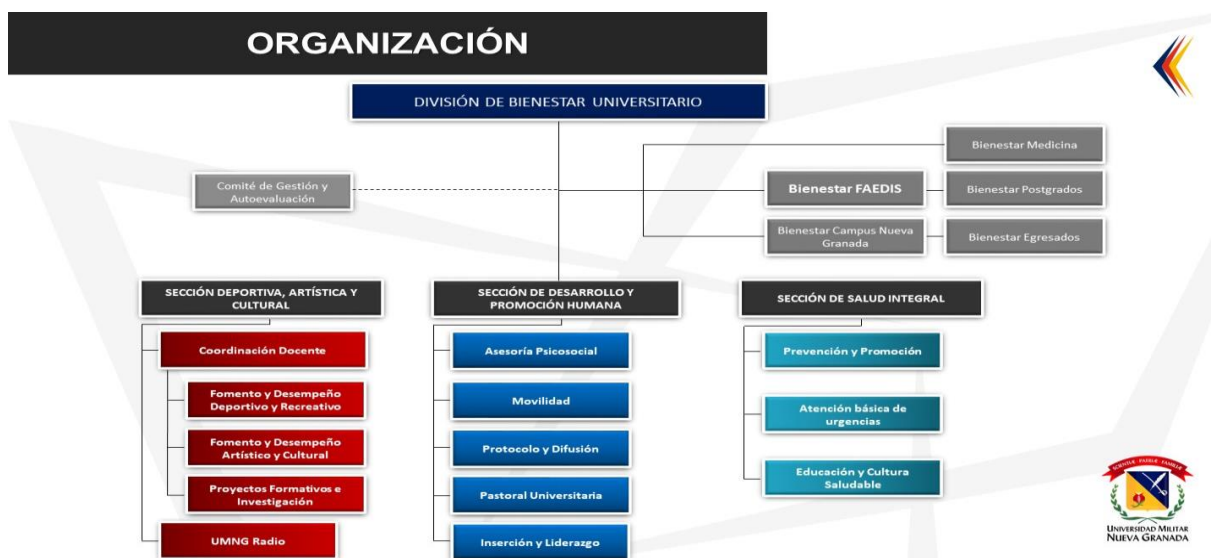 ORGANIZACIÓN
DIVISIÓN DE BIENESTAR UNIVERSITARIO
Bienestar Medicina
Comité de Gestión y
Autoevaluación
Bienestar FAEDIS
Bienestar Postgrados
Bienestar Campus Nueva
Granada
Bienestar Egresados
SECCIÓN DEPORTIVA, ARTÍSTICA Y
CULTURAL
Coordinación Docente
Fomento y Desempeño
Deportivo y Recreativo
Fomento y Desempeño
Artístico y Cultural
Proyectos Formativos e
Investigación
UMNG Radio
SECCIÓN DE DESARROLLO Y
PROMOCIÓN HUMANA
Asesoría Psicosocial
Movilidad
Protocolo y Difusión
Pastoral Universitaria
Inserción y Liderazgo
SECCIÓN DE SALUD INTEGRAL
Prevención y Promoción
Atención básica de
urgencias
Educación y Cultura
Saludable
SCIENTIÆ - PATRIÆ - FAMILIÆ
UNIVERSIDAD MILITAR
NUEVA GRANADA